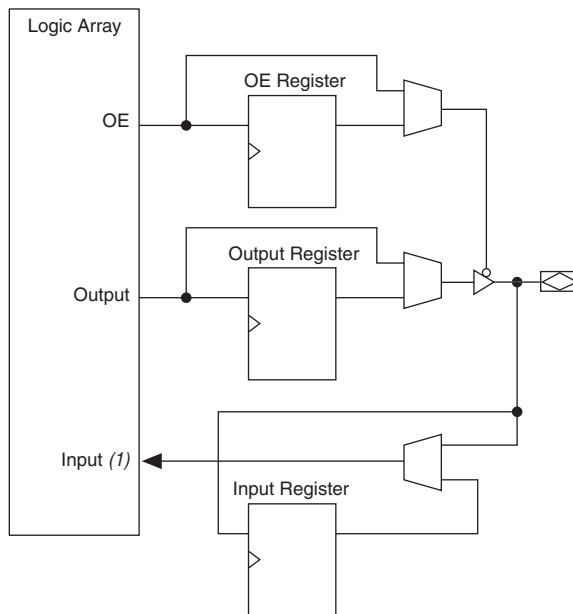 Logic Array
OE Register
OE
Output Register
Output
Input (1)
Input Register